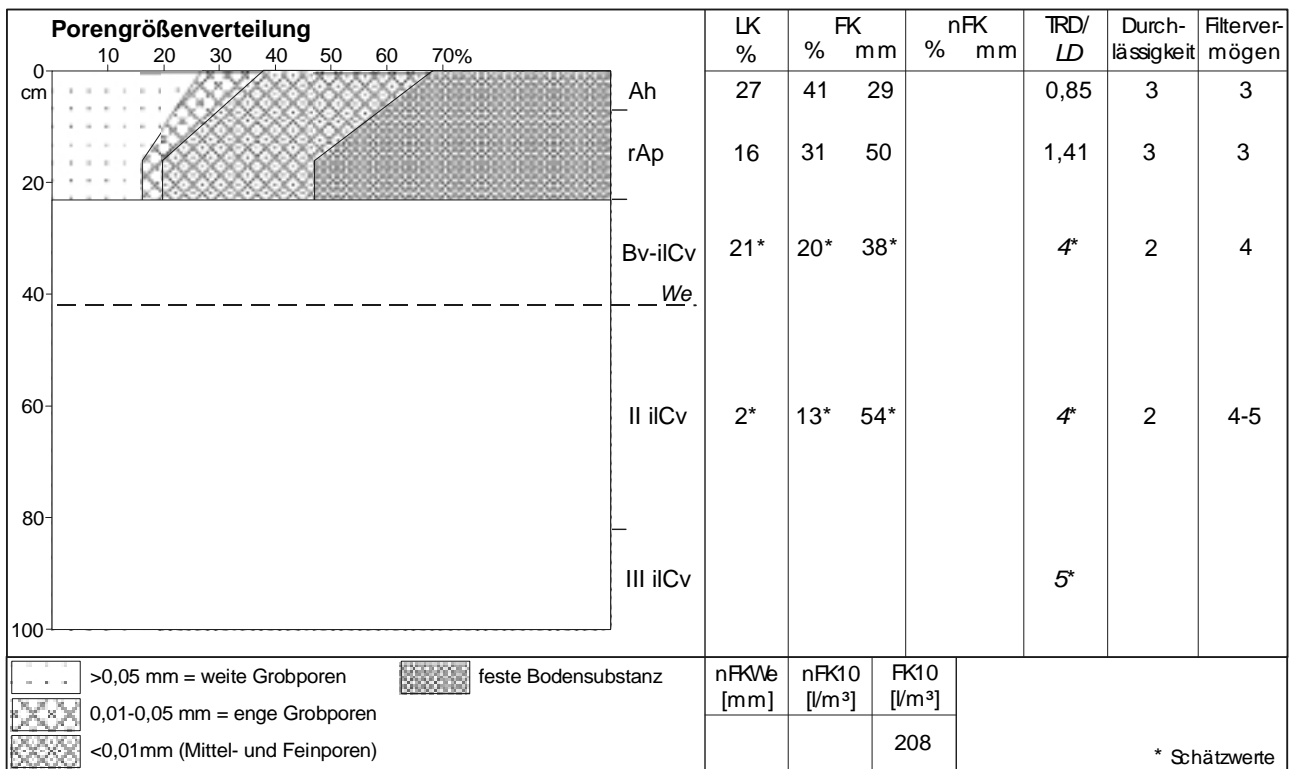 Porengrößenverteilung
10 20 30 40 50 60 70%
LK FK nFK TRD/ Durch- Filterver-
% % mm % mm LD lässigkeit mögen
0
cm
Ah 27 41 29 0,85 3 3
rAp 16 31 50 1,41 3 3
20
Bv-ilCv 21* 20* 38* 4* 2 4
40
We
60
II ilCv 2* 13* 54* 4* 2 4-5
80
III ilCv 5*
100
>0,05 mm = weite Grobporen feste Bodensubstanz
0,01-0,05 mm = enge Grobporen
<0,01mm (Mittel- und Feinporen)
nFKWe nFK10 FK10
[mm] [l/m³] [l/m³]
208
* Schätzwerte